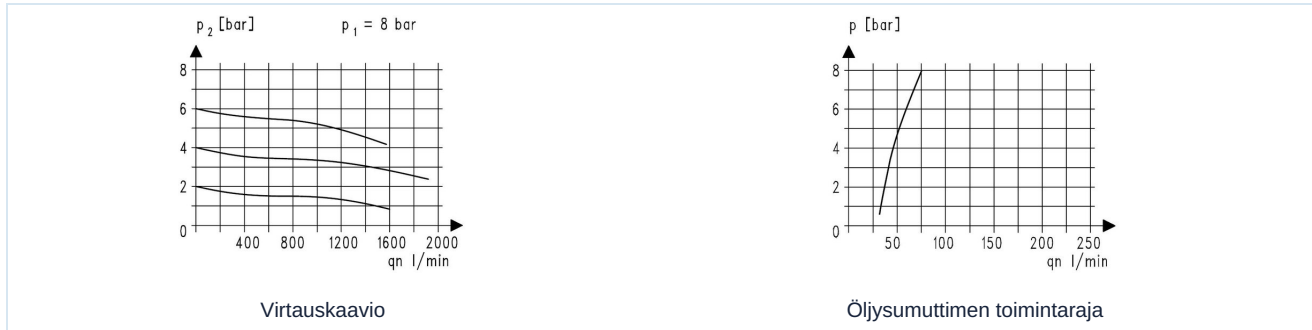 p 2 [bar]
p 1 = 8 bar
8
6
4
2
0
400 800 1200 1600 2000
qn l/min
Virtauskaavio
p [bar]
8
6
4
2
0
50 100 150 200 250
qn l/min
Öljysumuttimen toimintaraja